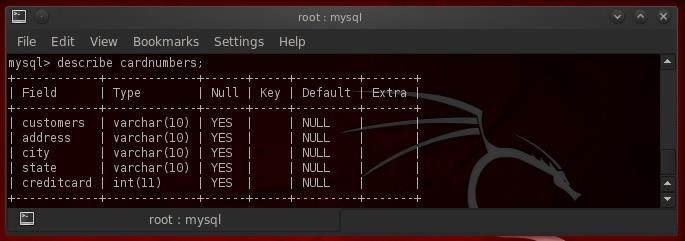 root : mysql
File Edit View Bookmarks Settings Help
mysql> describe cardnumbers;
+------------+-------------+------+-----+---------+-------+
| Field      | Type        | Null | Key | Default | Extra |
+------------+-------------+------+-----+---------+-------+
| customers  | varchar(10) | YES  |     | NULL    |       |
| address    | varchar(10) | YES  |     | NULL    |       |
| city       | varchar(10) | YES  |     | NULL    |       |
| state      | varchar(10) | YES  |     | NULL    |       |
| creditcard | int(11)     | YES  |     | NULL    |       |
+------------+-------------+------+-----+---------+-------+
root : mysql